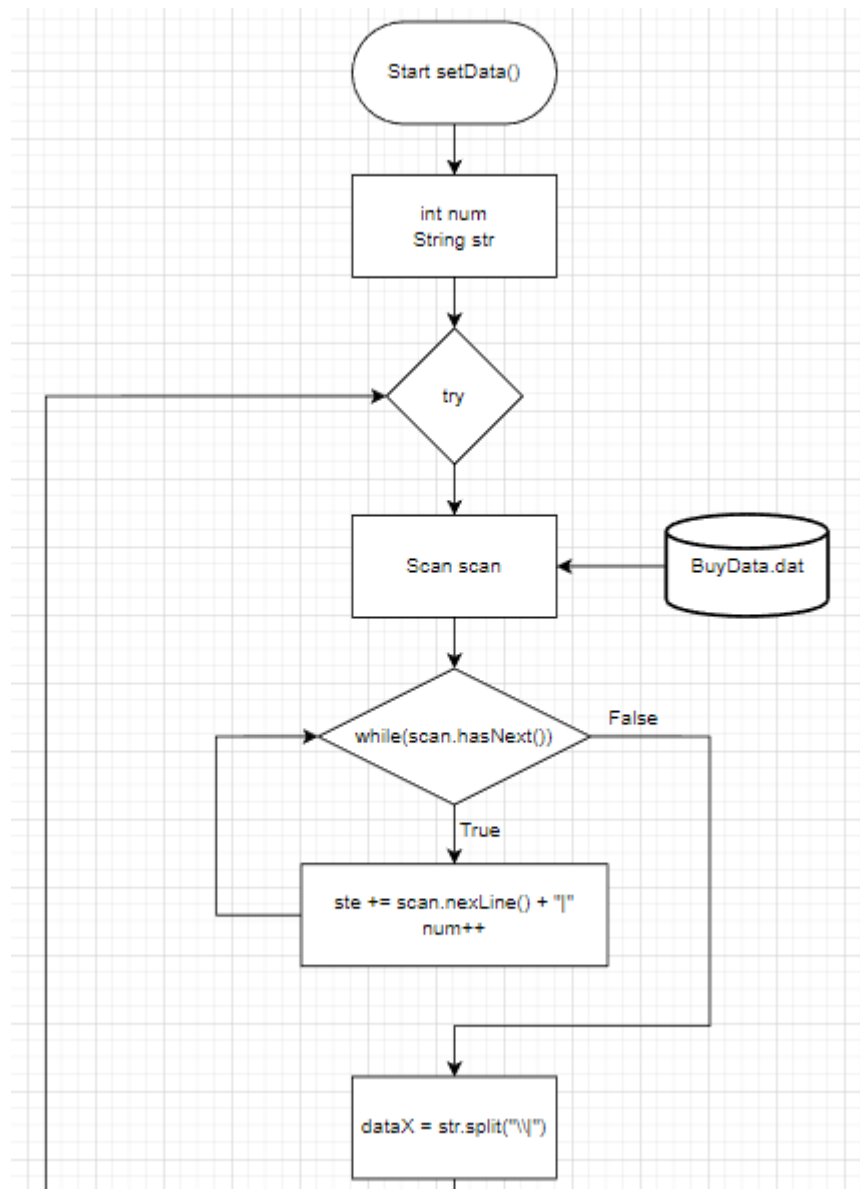 Start setData()
int num
String str
try
Scan scan
BuyData.dat
while(scan.hasNext())
False
True
ste += scan.nexLine() + "|"
num++
dataX = str.split("\\|")